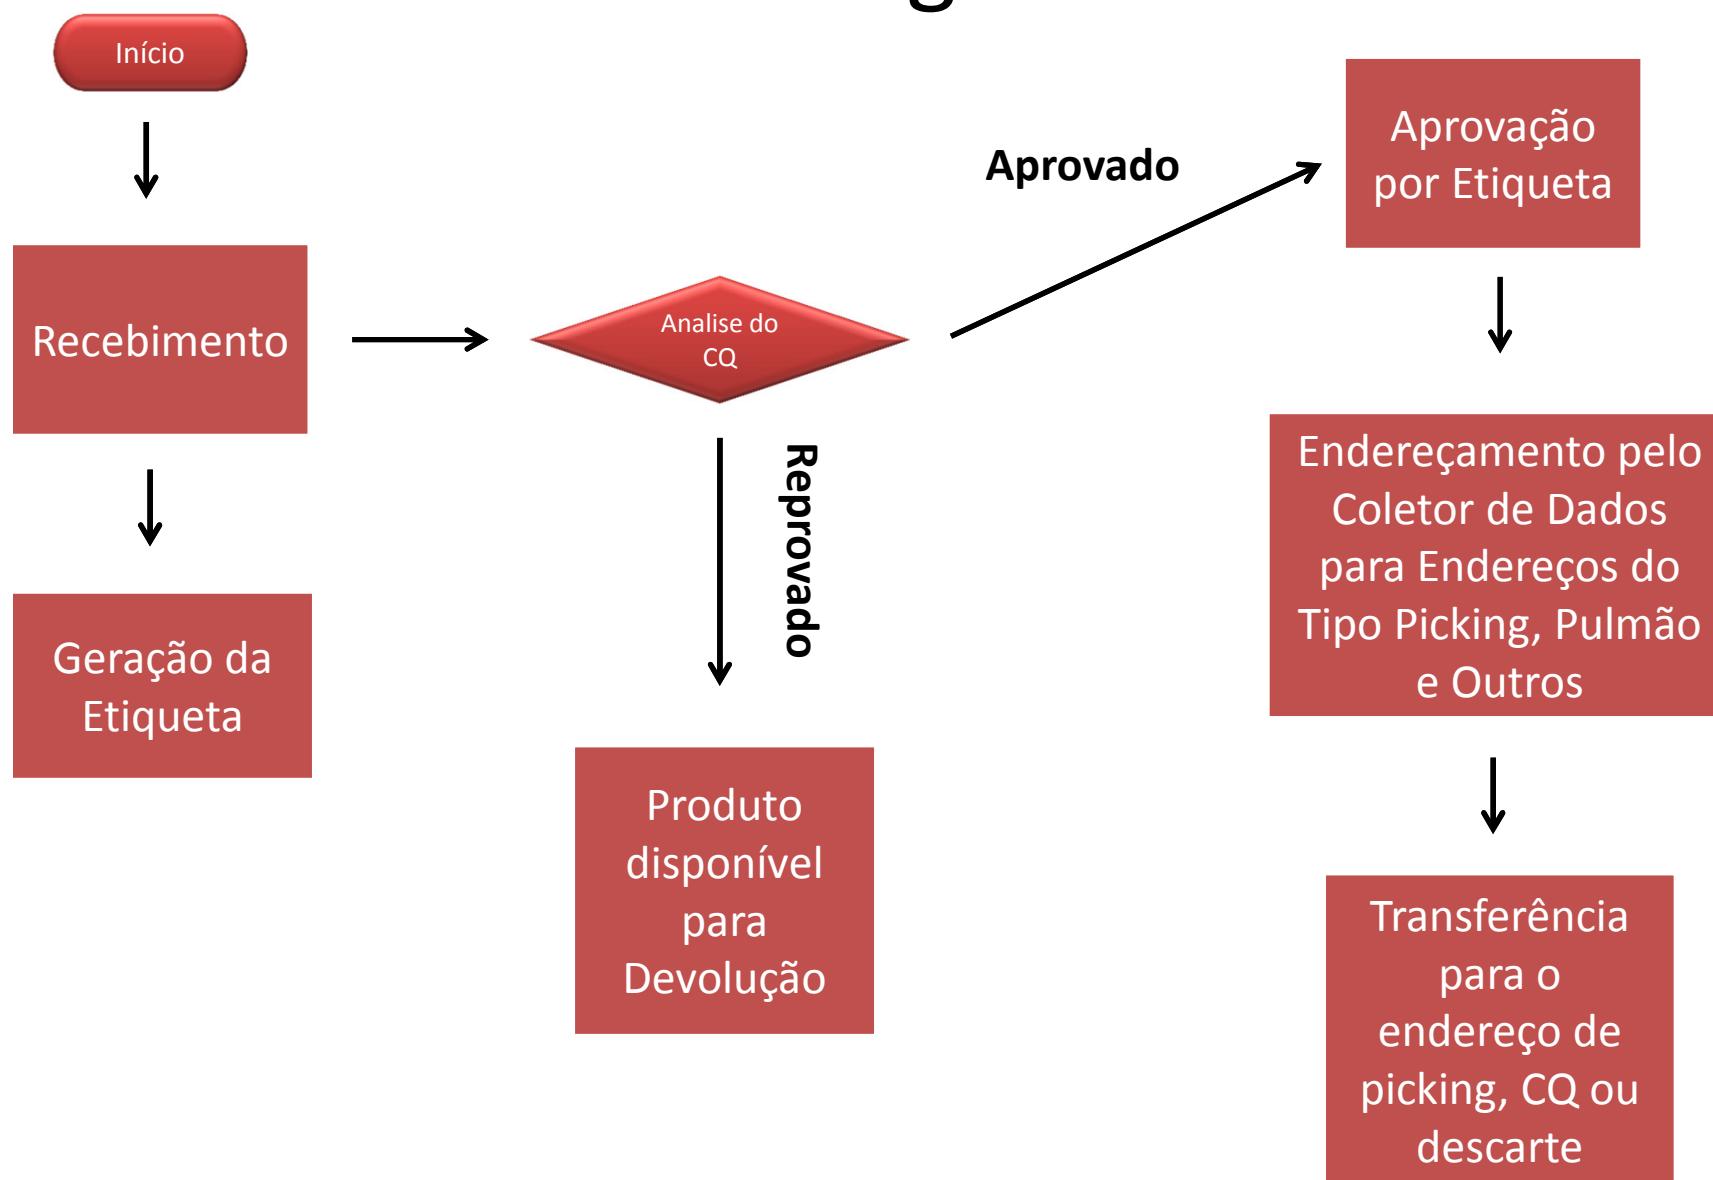 Início
Recebimento
Geração da
Etiqueta
Analise do
CQ
Reprovado
Produto
disponível
para
Devolução
Aprovado
Aprovação
por Etiqueta
Endereçamento pelo
Coletor de Dados
para Endereços do
Tipo Picking, Pulmão
e Outros
Transferência
para o
endereço de
picking, CQ ou
descarte